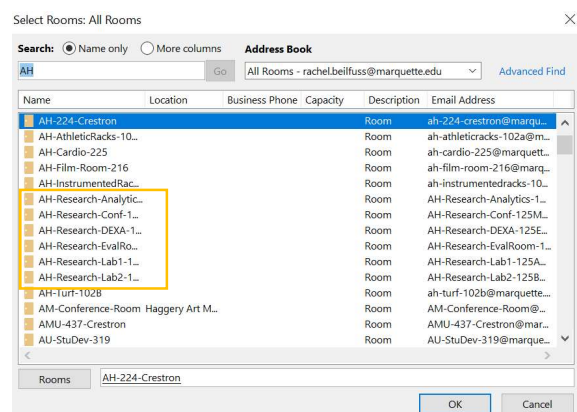 Select Rooms: All Rooms
Search: Name only More columns Address Book
AH Go All Rooms - rachel.beilfuss@marquette.edu Advanced Find
Name Location Business Phone Capacity Description Email Address
AH-224-Crestron Room ah-224-crestron@marqu...
AH-AthleticRacks-10... Room ah-athleticracks-102a@m...
AH-Cardio-225 Room ah-cardio-225@marquett...
AH-Film-Room-216 Room ah-film-room-216@marq...
AH-InstrumentedRac... Room ah-instrumentedracks-10...
AH-Research-Analytic... Room AH-Research-Analytics-1...
AH-Research-Conf-1... Room AH-Research-Conf-125M...
AH-Research-DEXA-1... Room AH-Research-DEXA-125E...
AH-Research-EvalRo... Room AH-Research-EvalRoom-1...
AH-Research-Lab1-1... Room AH-Research-Lab1-125A...
AH-Research-Lab2-1... Room AH-Research-Lab2-125B...
AH-Turf-102B Room ah-turf-102b@marquette....
AM-Conference-Room Haggery Art M... Room AM-Conference-Room@...
AMU-437-Crestron Room AMU-437-Crestron@mar...
AU-StuDev-319 Room AU-StuDev-319@marque...
Rooms AH-224-Crestron
OK Cancel